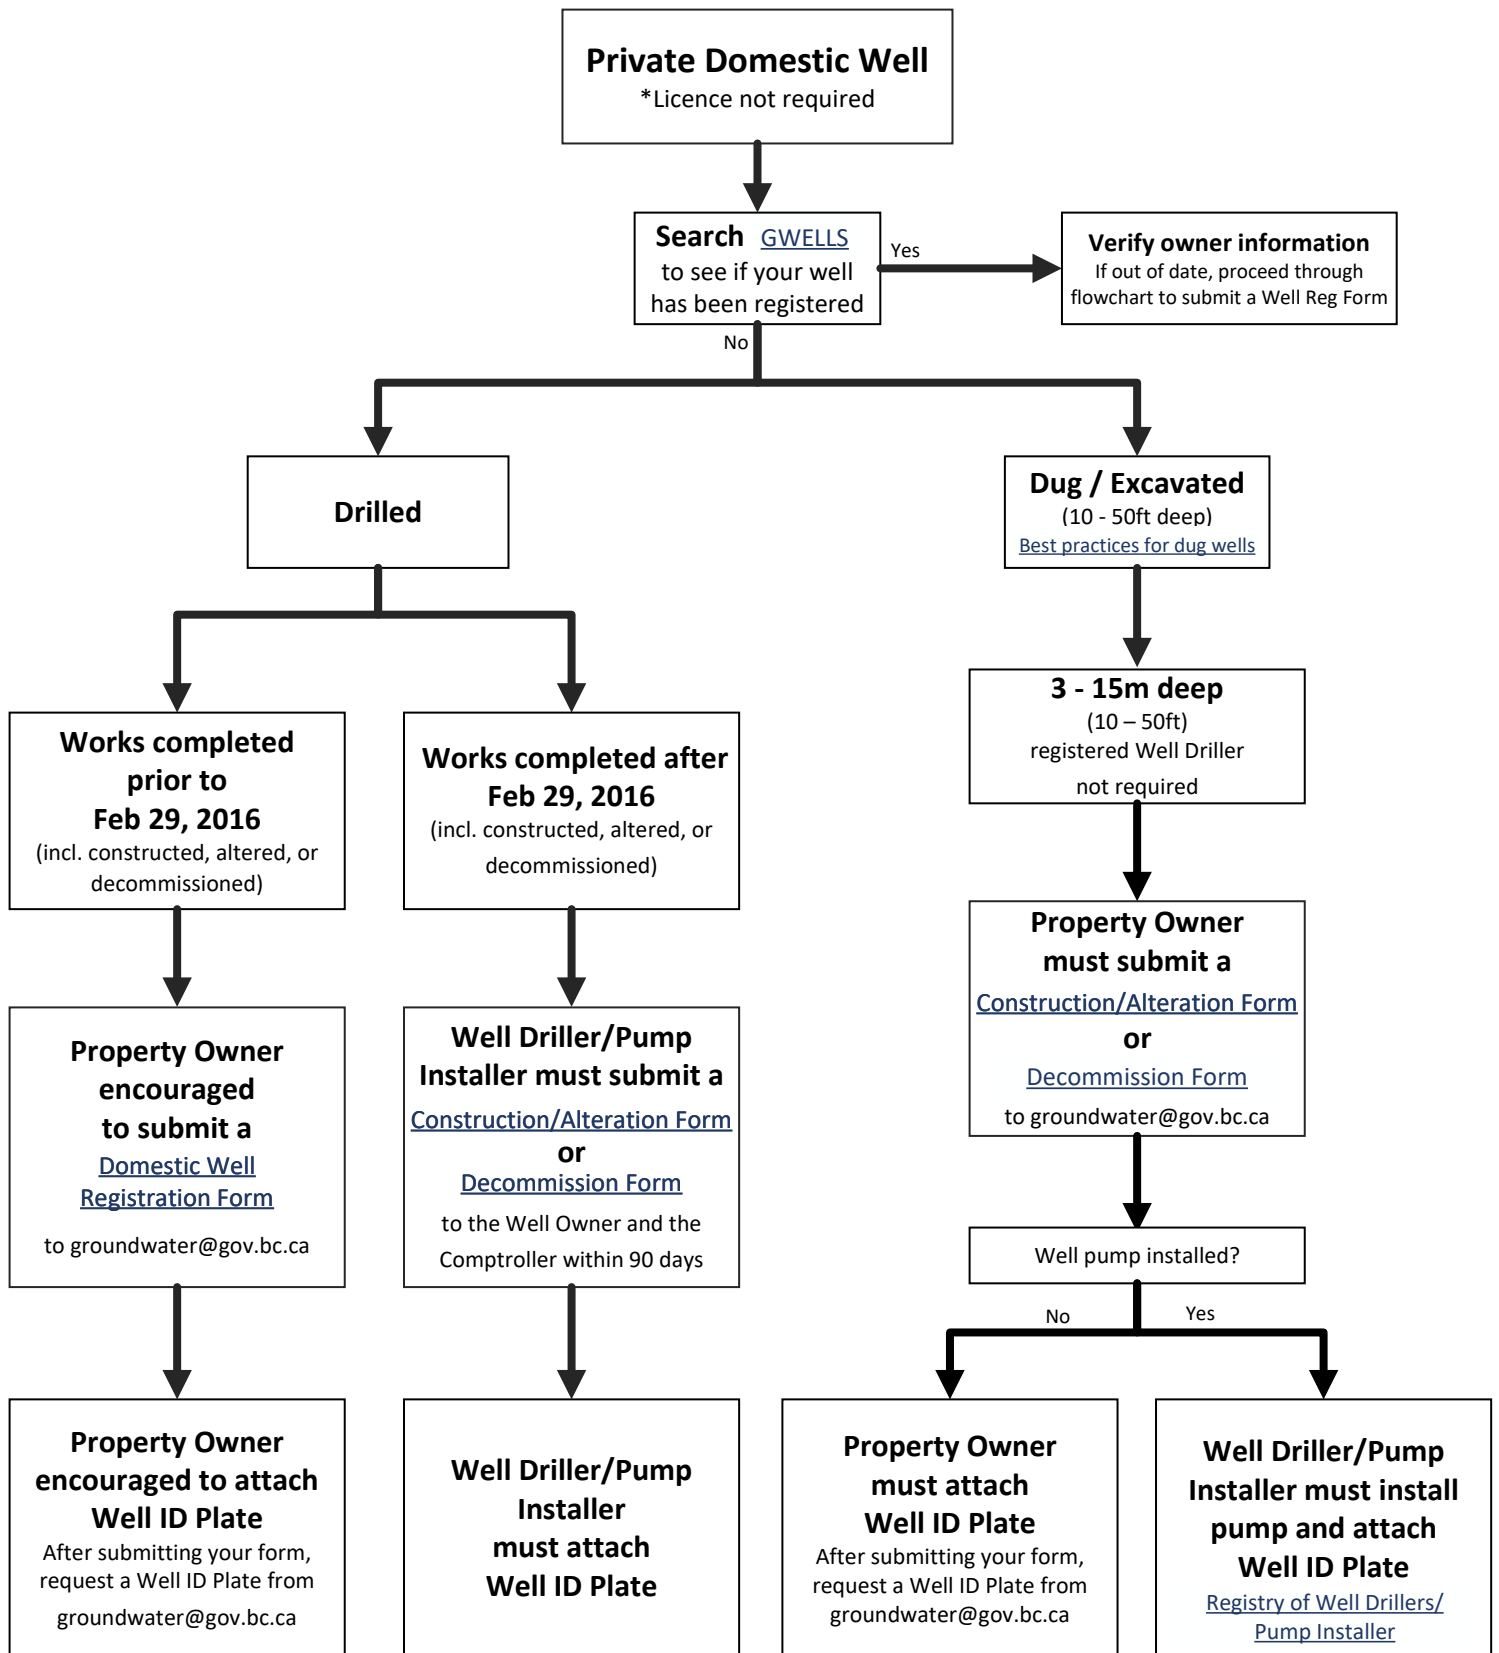 Private Domestic Well
*Licence not required
Search GWELLS
to see if your well
has been registered
Yes
Verify owner information
If out of date, proceed through
flowchart to submit a Well Reg Form
No
Drilled
Dug / Excavated
(10 - 50ft deep)
Best practices for dug wells
Works completed
prior to
Feb 29, 2016
(incl. constructed, altered, or
decommissioned)
Works completed after
Feb 29, 2016
(incl. constructed, altered, or
decommissioned)
3 - 15m deep
(10 – 50ft)
registered Well Driller
not required
Property Owner
encouraged
to submit a
Domestic Well
Registration Form
to groundwater@gov.bc.ca
Well Driller/Pump
Installer must submit a
Construction/Alteration Form
or
Decommission Form
to the Well Owner and the
Comptroller within 90 days
Property Owner
must submit a
Construction/Alteration Form
or
Decommission Form
to groundwater@gov.bc.ca
Well pump installed?
No
Yes
Property Owner
encouraged to attach
Well ID Plate
After submitting your form,
request a Well ID Plate from
groundwater@gov.bc.ca
Well Driller/Pump
Installer
must attach
Well ID Plate
Property Owner
must attach
Well ID Plate
After submitting your form,
request a Well ID Plate from
groundwater@gov.bc.ca
Well Driller/Pump
Installer must install
pump and attach
Well ID Plate
Registry of Well Drillers/
Pump Installer